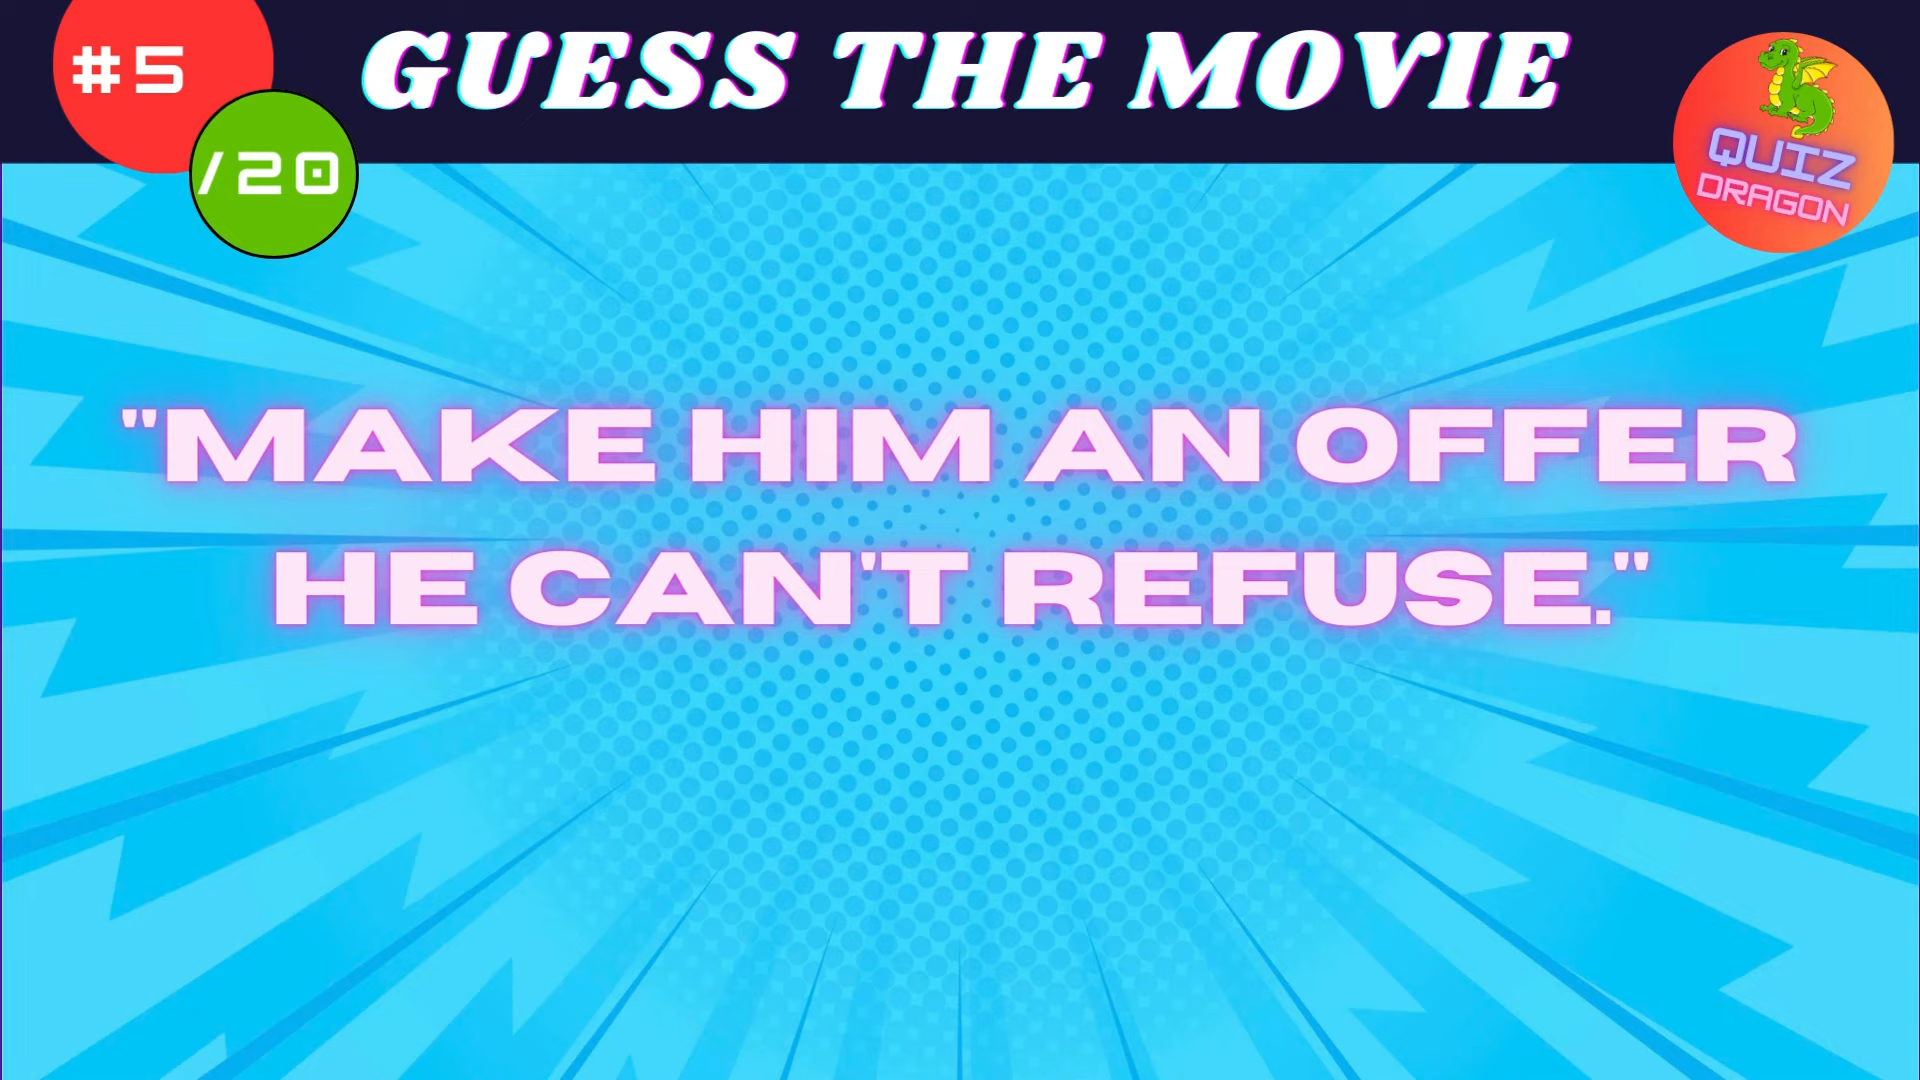 #5
GUESS THE MOVIE
/20
QUIZ
DRAGON
"MAKE HIM AN OFFER
HE CAN'T REFUSE."